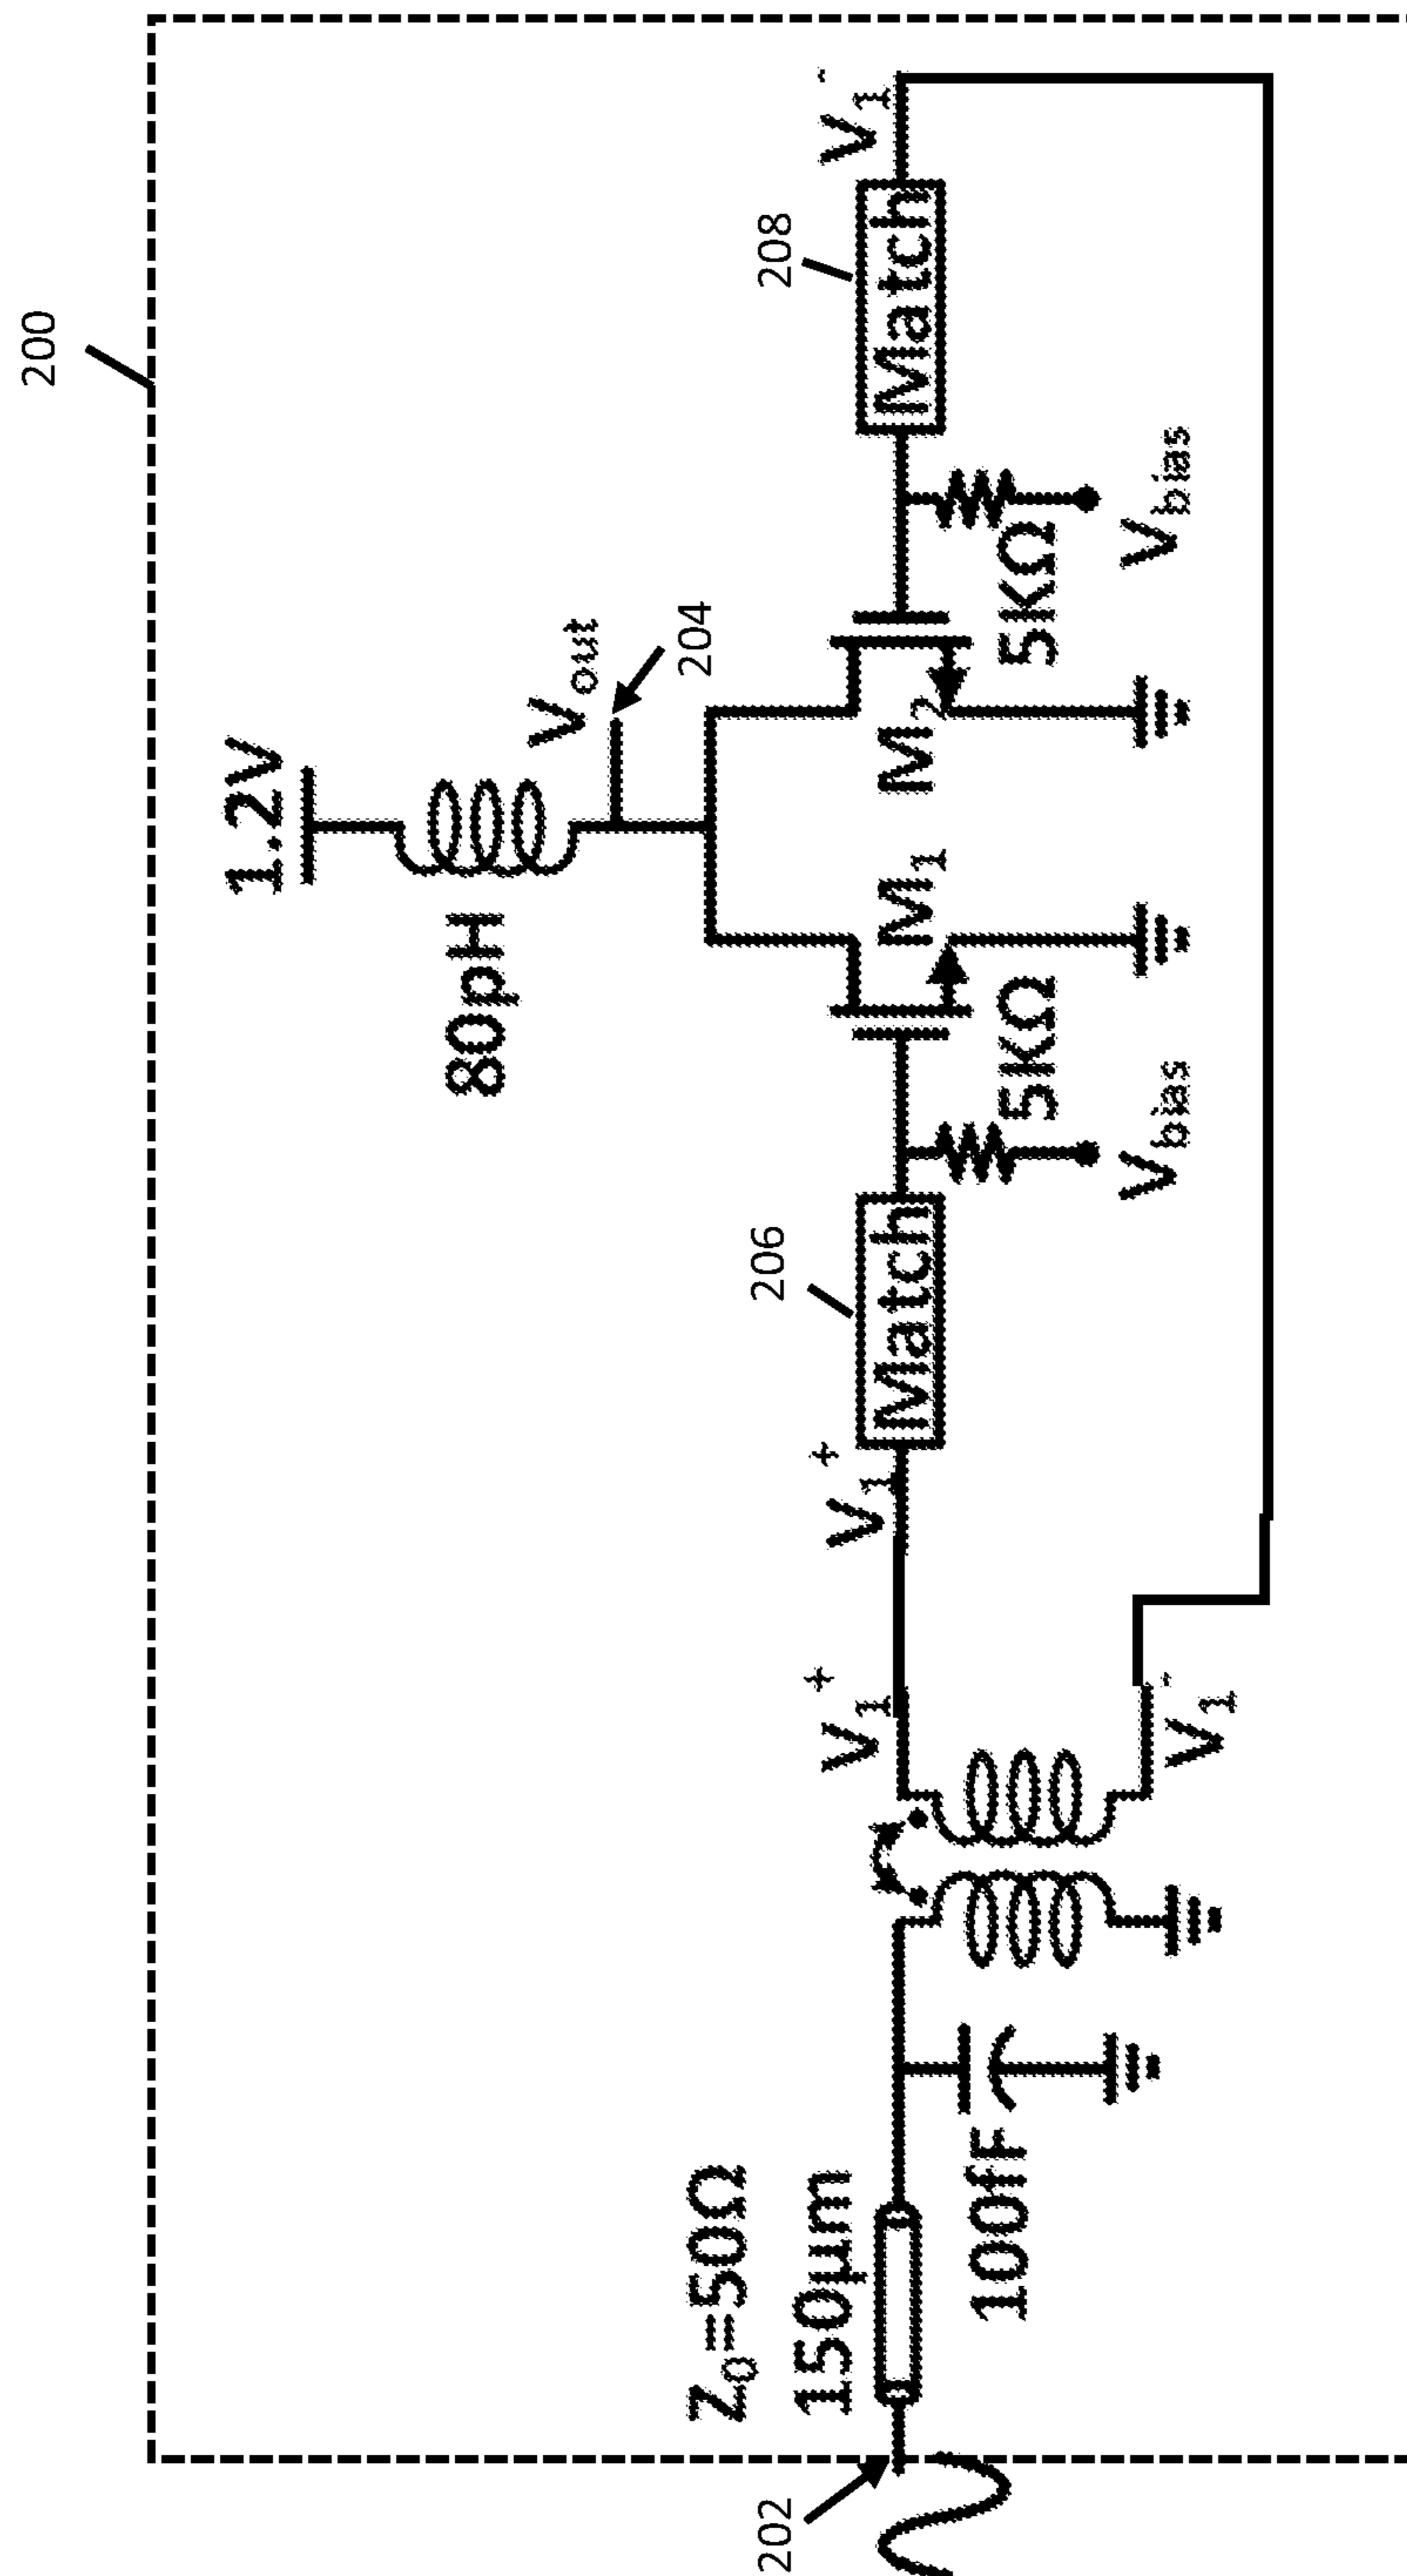 200
1.2V
80pH
Vout
204
202
Z0=50Ω
150μm
100fF
V1+
V1-
V1+
206
Match
5KΩ
Vbias
M1
M2
5KΩ
Vbias
208
Match
V1-